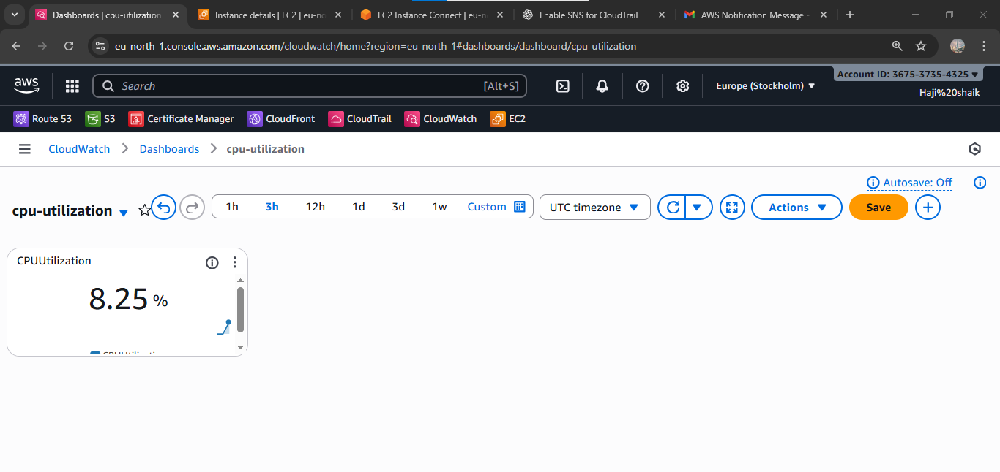 Dashboards | cpu-utilization
Instance details | EC2 | eu-no
EC2 Instance Connect | eu-n
Enable SNS for CloudTrail
AWS Notification Message -
eu-north-1.console.aws.amazon.com/cloudwatch/home?region=eu-north-1#dashboards/dashboard/cpu-utilization
aws
Search
[Alt+S]
Europe (Stockholm)
Account ID: 3675-3735-4325
Haji%20shaik
Route 53
S3
Certificate Manager
CloudFront
CloudTrail
CloudWatch
EC2
CloudWatch
Dashboards
cpu-utilization
Autosave: Off
cpu-utilization
1h
3h
12h
1d
3d
1w
Custom
UTC timezone
Actions
Save
CPUUtilization
8.25 %
CPUUtilization